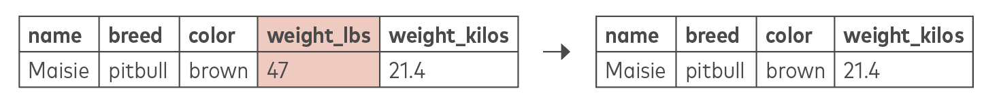 name breed color weight_lbs weight_kilos
Maisie pitbull brown 47 21.4
name breed color weight_kilos
Maisie pitbull brown 21.4